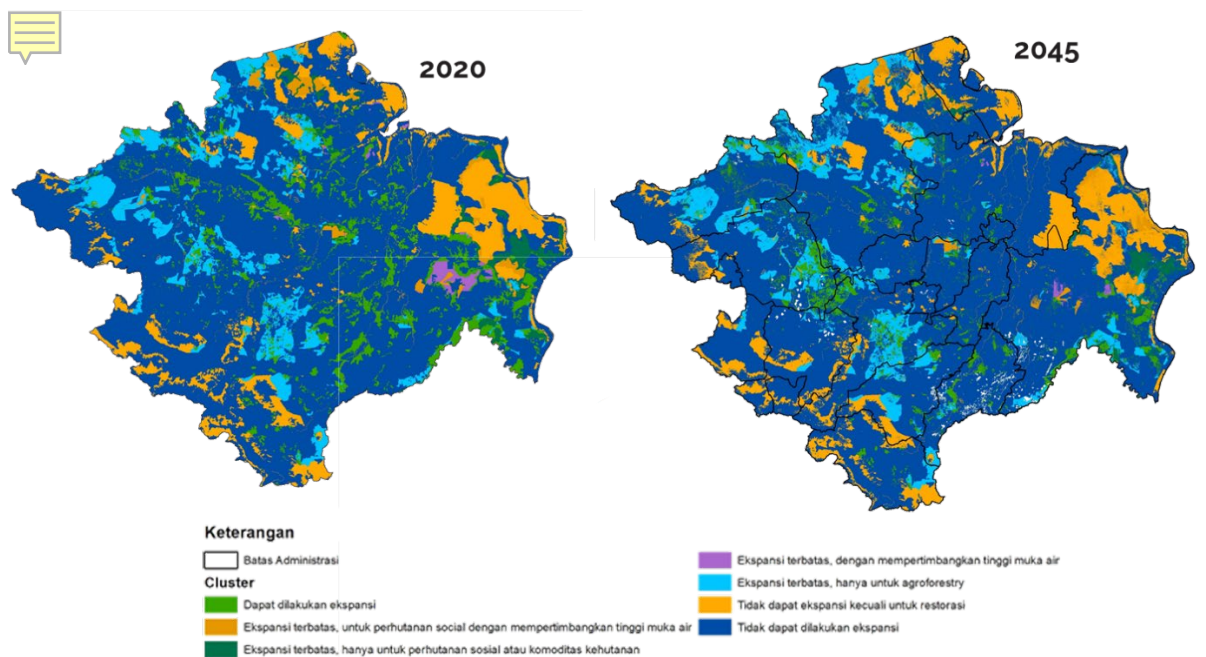 2020
2045
Keterangan
Batas Administrasi
Cluster
Dapat dilakukan ekspansi
Ekspansi terbatas, untuk perhutanan social dengan mempertimbangkan tinggi muka air
Ekspansi terbatas, hanya untuk perhutanan sosial atau komoditas kehutanan
Ekspansi terbatas, dengan mempertimbangkan tinggi muka air
Ekspansi terbatas, hanya untuk agroforestry
Tidak dapat ekspansi kecuali untuk restorasi
Tidak dapat dilakukan ekspansi